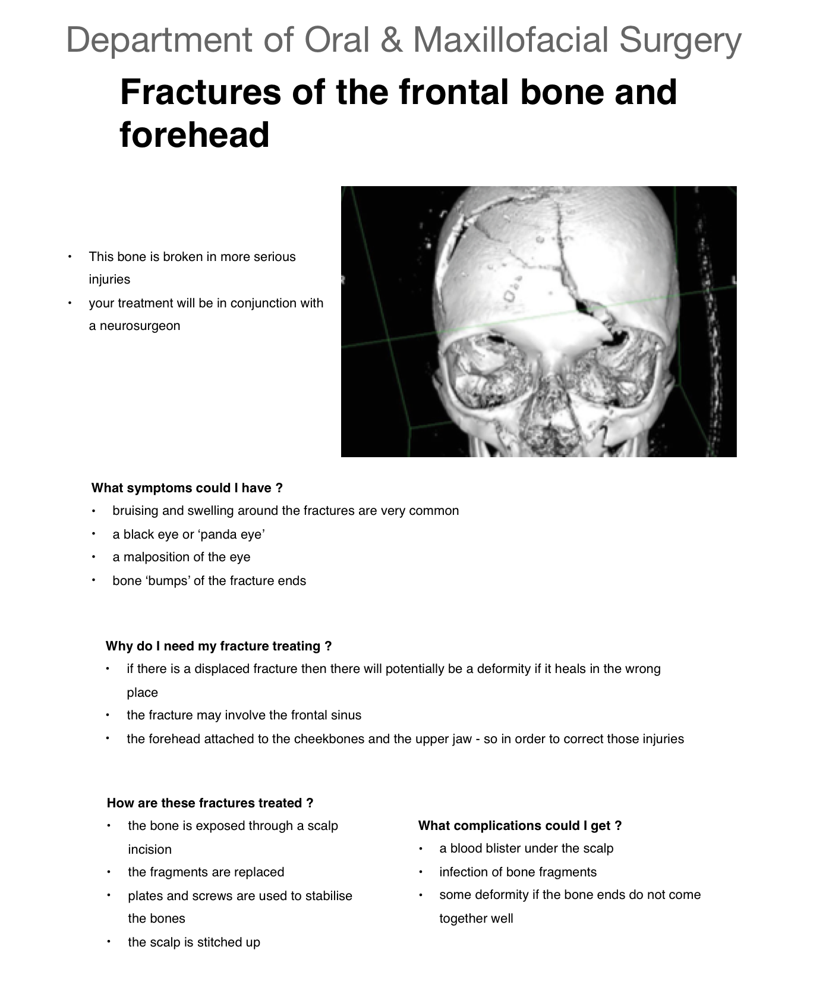 Department of Oral & Maxillofacial Surgery
Fractures of the frontal bone and
forehead
• This bone is broken in more serious
injuries
• your treatment will be in conjunction with
a neurosurgeon
R
L
What symptoms could I have ?
• bruising and swelling around the fractures are very common
• a black eye or ‘panda eye’
• a malposition of the eye
• bone ‘bumps’ of the fracture ends
Why do I need my fracture treating ?
• if there is a displaced fracture then there will potentially be a deformity if it heals in the wrong
place
• the fracture may involve the frontal sinus
• the forehead attached to the cheekbones and the upper jaw - so in order to correct those injuries
How are these fractures treated ?
• the bone is exposed through a scalp
incision
• the fragments are replaced
• plates and screws are used to stabilise
the bones
• the scalp is stitched up
What complications could I get ?
• a blood blister under the scalp
• infection of bone fragments
• some deformity if the bone ends do not come
together well